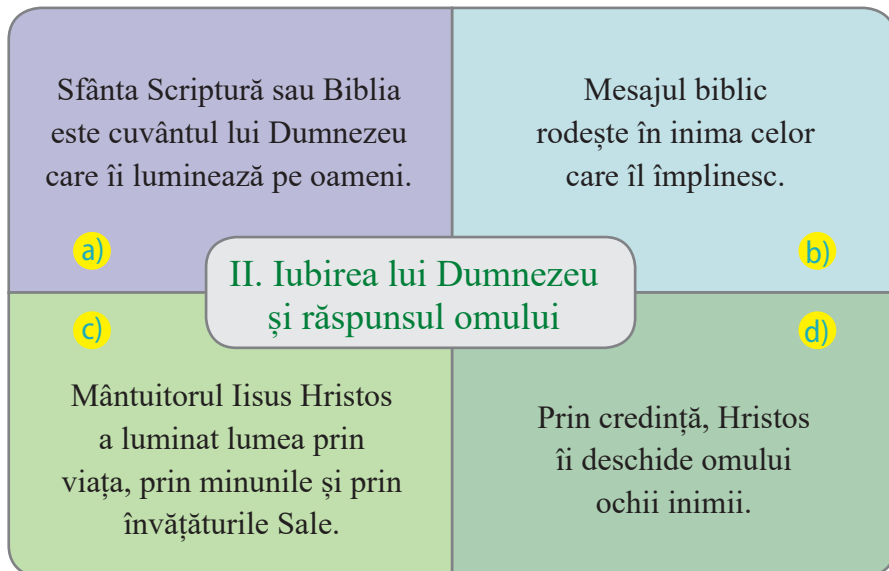 Sfânta Scriptură sau Biblia
este cuvântul lui Dumnezeu
care îi luminează pe oameni.
a)
Mesajul biblic
rodește în inima celor
care îl împlinesc.
b)
II. Iubirea lui Dumnezeu
și răspunsul omului
c)
Mântuitorul Iisus Hristos
a luminat lumea prin
viața, prin minunile și prin
învățăturile Sale.
d)
Prin credință, Hristos
îi deschide omului
ochii inimii.